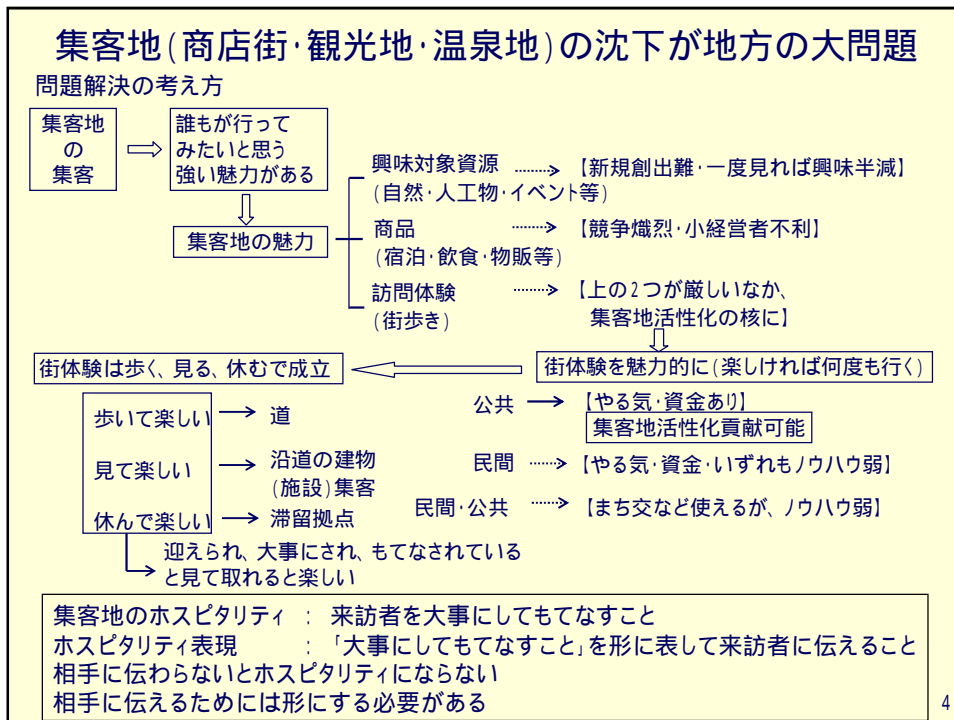 集客地(商店街･観光地･温泉地)の沈下が地方の大問題
問題解決の考え方
集客地
の
集客
誰もが行って
みたいと思う
強い魅力がある
集客地の魅力
興味対象資源
(自然･人工物･イベント等)
【新規創出難･一度見れば興味半減】
商品
(宿泊･飲食･物販等)
【競争熾烈･小経営者不利】
訪問体験
(街歩き)
【上の2つが厳しいなか、
集客地活性化の核に】
街体験を魅力的に(楽しければ何度も行く)
街体験は歩く、見る、休むで成立
歩いて楽しい
道
見て楽しい
沿道の建物
(施設)集客
休んで楽しい
滞留拠点
迎えられ、大事にされ、もてなされている
と見て取れると楽しい
公共
【やる気･資金あり】
集客地活性化貢献可能
民間
【やる気･資金･いずれもノウハウ弱】
民間･公共
【まち交など使えるが、ノウハウ弱】
集客地のホスピタリティ : 来訪者を大事にしてもてなすこと
ホスピタリティ表現 : 「大事にしてもてなすこと」を形に表して来訪者に伝えること
相手に伝わらないとホスピタリティにならない
相手に伝えるためには形にする必要がある
4